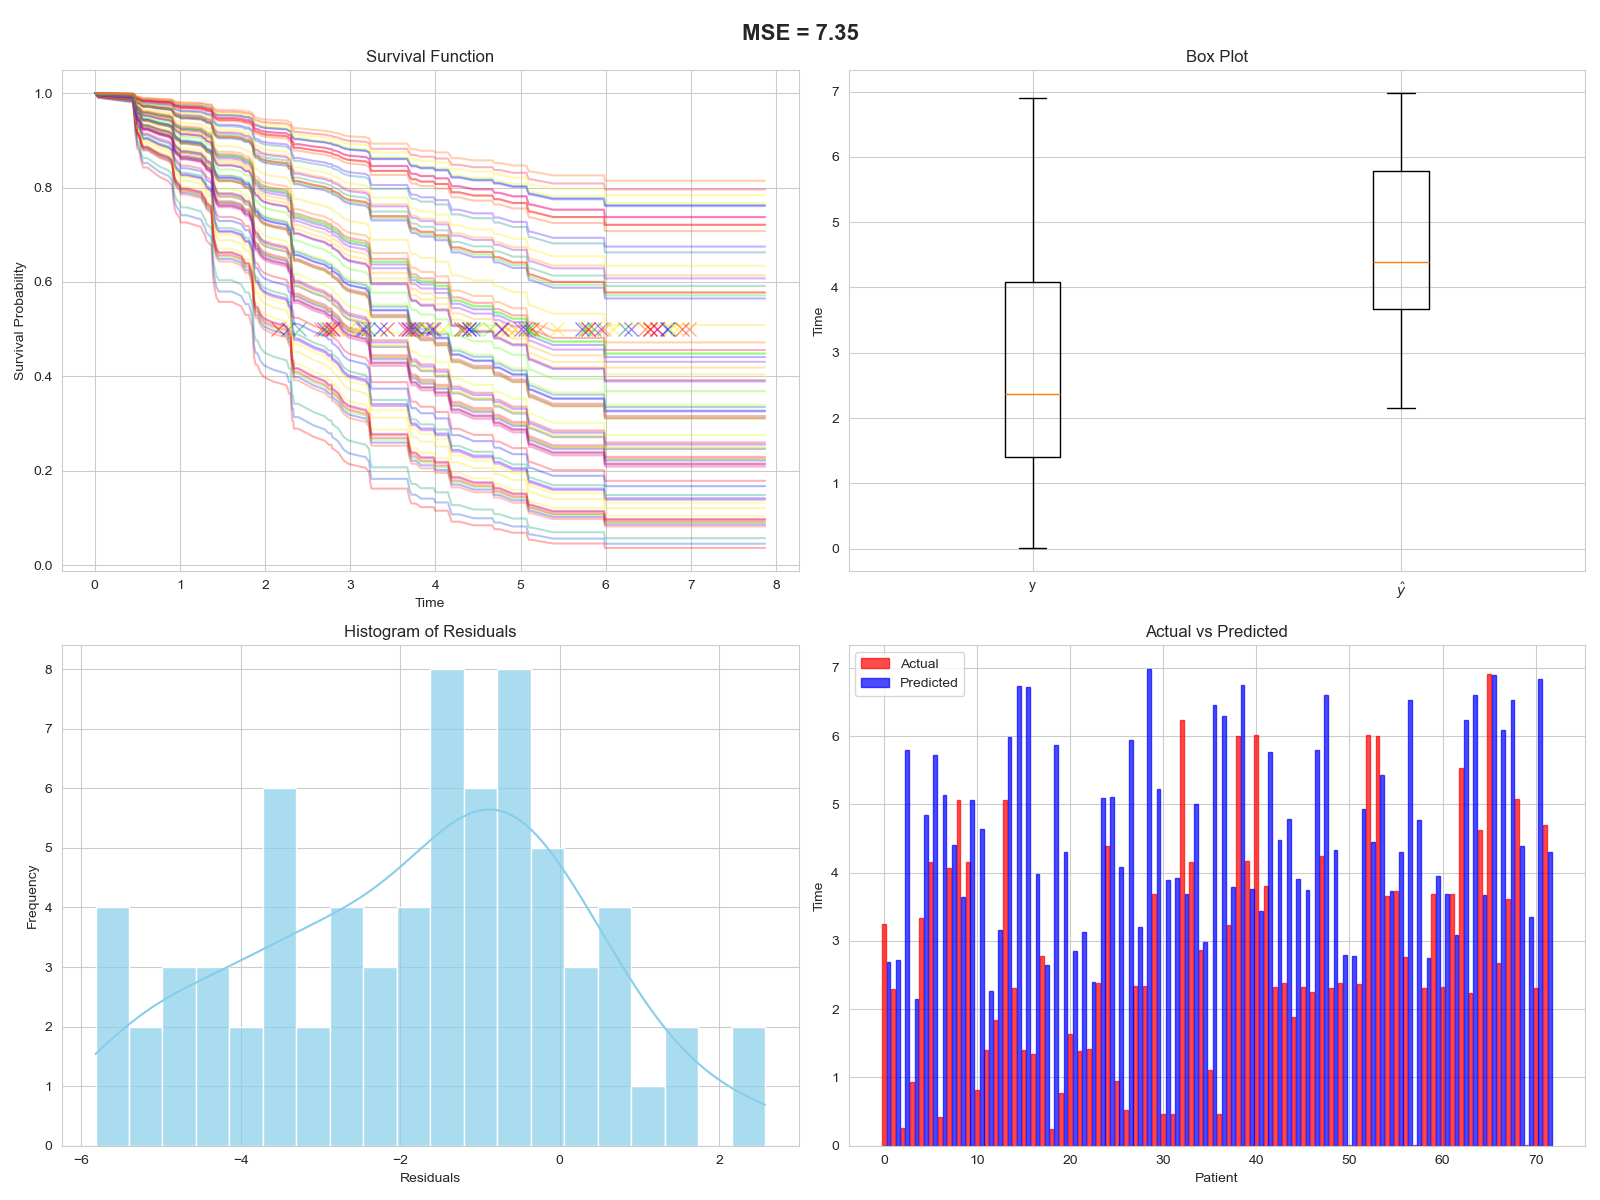 MSE = 7.35
Survival Function
Survival Probability
1.0
0.8
0.6
0.4
0.2
0.0
0 1 2 3 4 5 6 7 8
Time
Box Plot
Time
7
6
5
4
3
2
1
0
y ŷ
Histogram of Residuals
Frequency
8
7
6
5
4
3
2
1
0
−6 −4 −2 0 2
Residuals
Actual vs Predicted
Actual
Predicted
Time
7
6
5
4
3
2
1
0
0 10 20 30 40 50 60 70
Patient